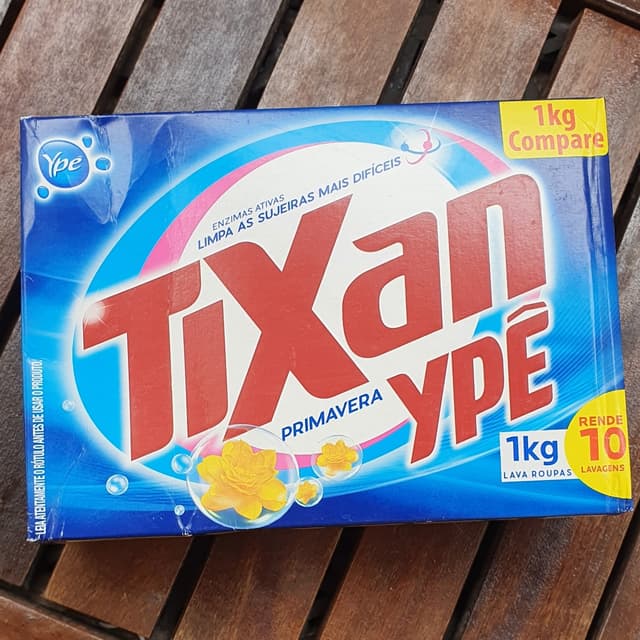 Ypê
1kg
Compare
ENZIMAS ATIVAS
LIMPA AS SUJEIRAS MAIS DIFÍCEIS
TiXan
YPÊ
PRIMAVERA
1kg
LAVA ROUPAS
RENDE
10
LAVAGENS
LEIA ATENTAMENTE O RÓTULO ANTES DE USAR O PRODUTO.